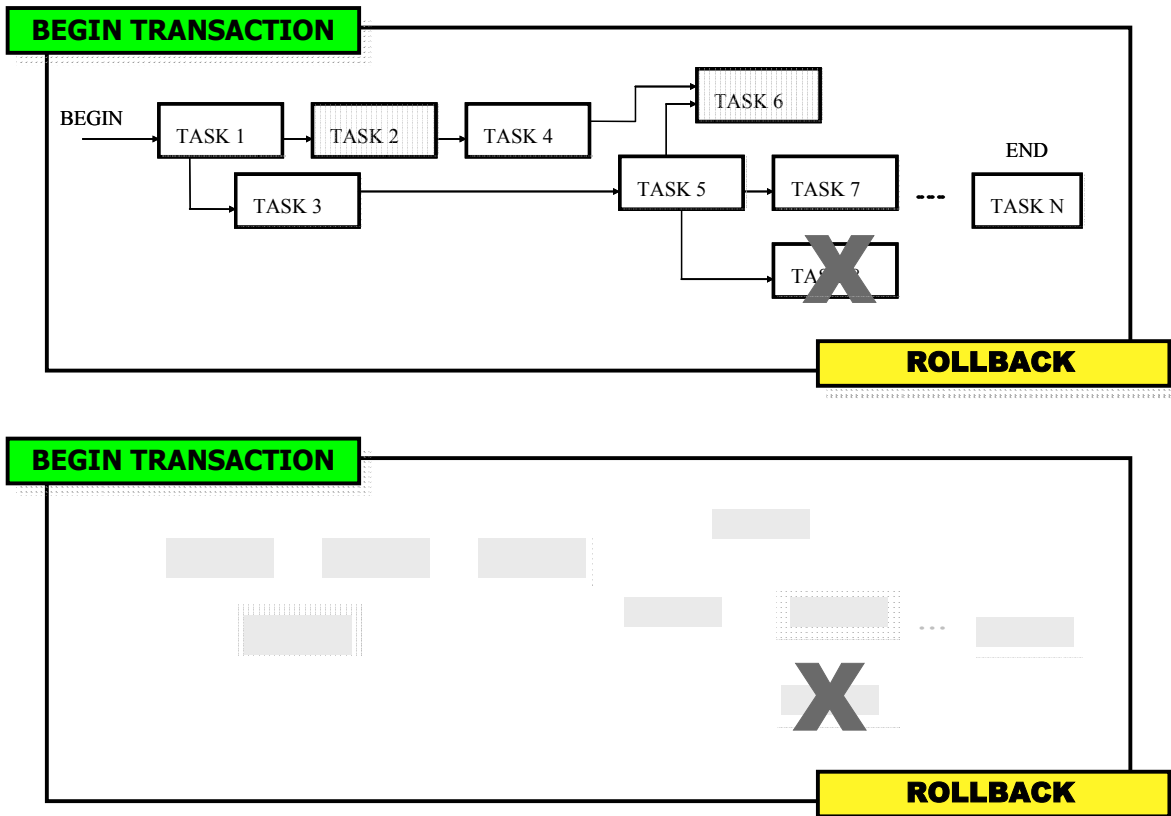 BEGIN TRANSACTION
BEGIN
TASK 1
TASK 2
TASK 4
TASK 6
TASK 3
TASK 5
TASK 7
---
END
TASK N
ROLLBACK
BEGIN TRANSACTION
---
ROLLBACK